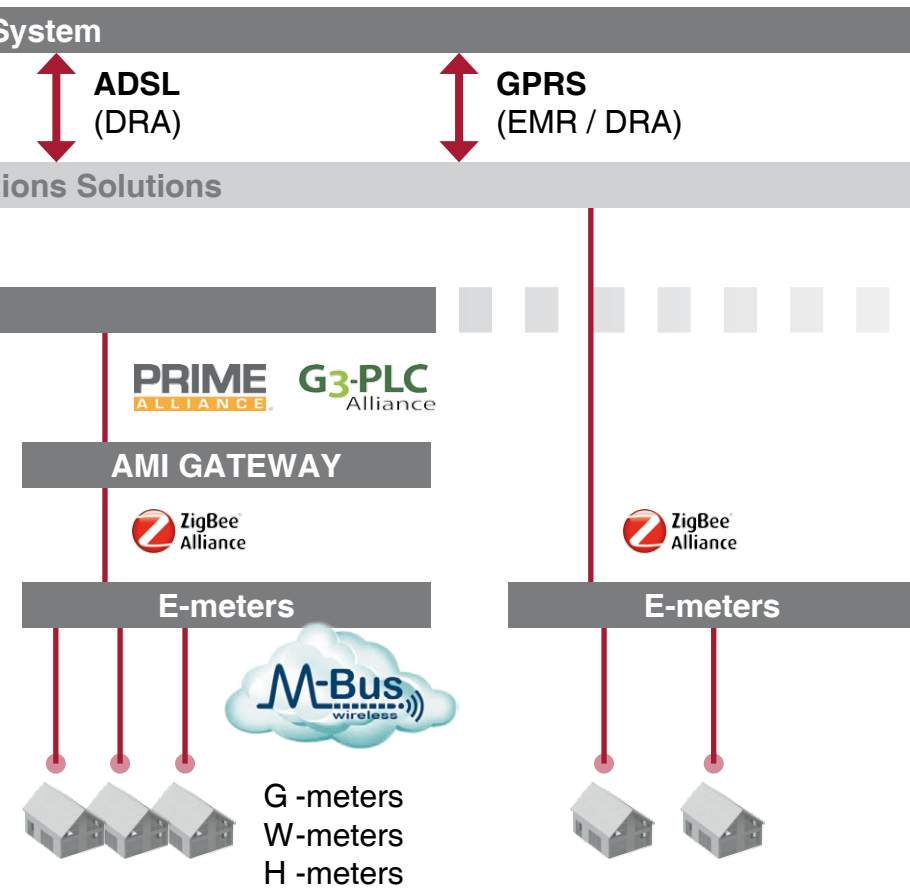 System
ADSL
(DRA)
GPRS
(EMR / DRA)
ions Solutions
PRIME
ALLIANCE
G3-PLC
Alliance
AMI GATEWAY
ZigBee
Alliance
ZigBee
Alliance
E-meters
E-meters
M-Bus
wireless
G -meters
W-meters
H -meters